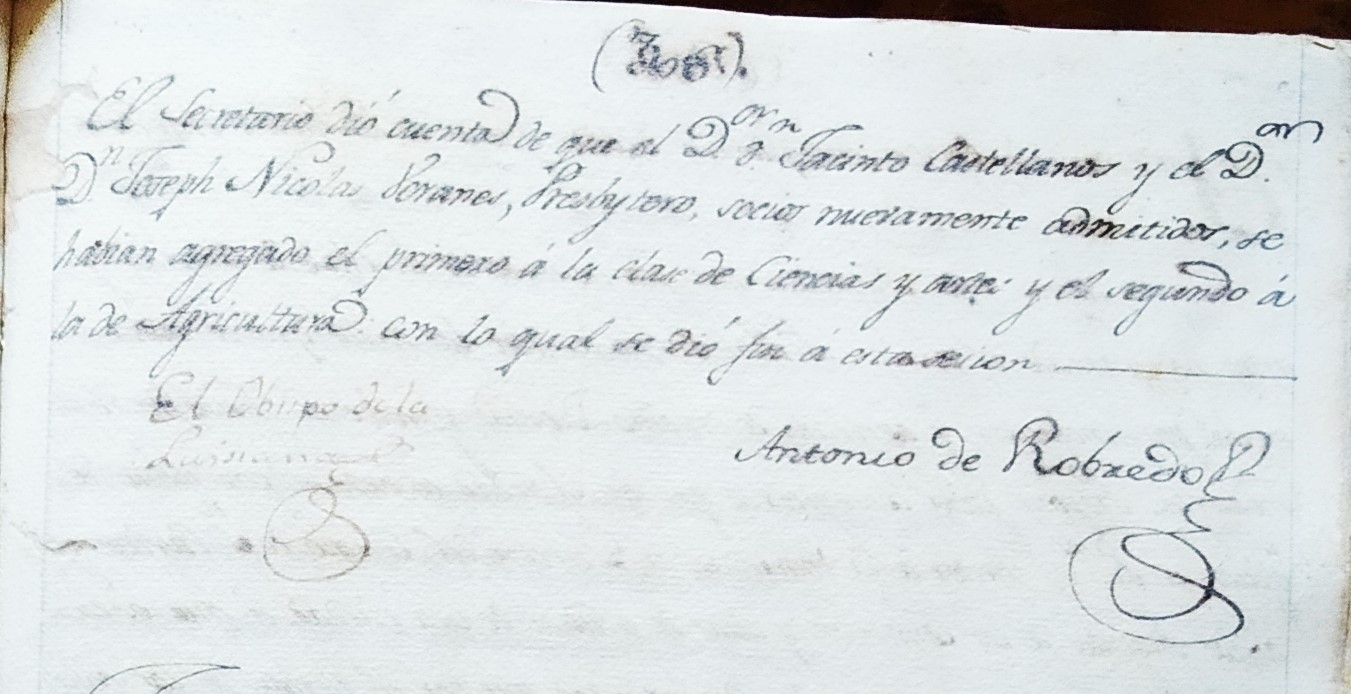 El Secretario dió cuenta de que el D.or D.n Jacinto Castellanos y el D.or
D.n Joseph Nicolas Peranes, Presbytero, socios nuevamente admitidos, se
habian agregado el primero á la clase de Ciencias y artes y el segundo á
la de Agricultura. con lo qual se dió fin á esta sesion
El Obispo de la
Luisiana
Antonio de Robredo